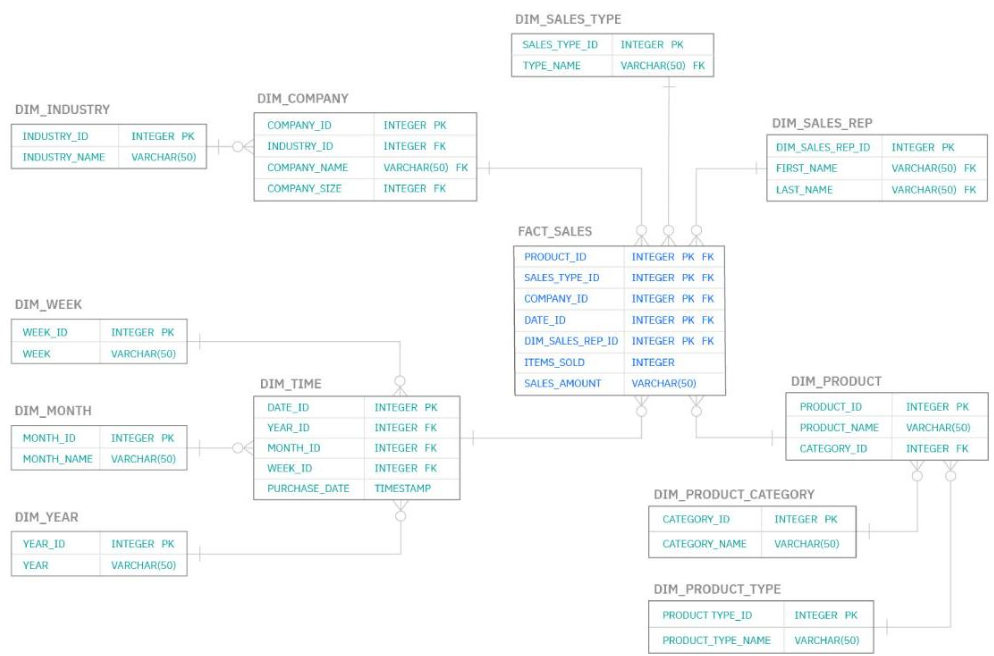 DIM_SALES_TYPE
SALES_TYPE_ID INTEGER PK
TYPE_NAME VARCHAR(50) FK
DIM_INDUSTRY
INDUSTRY_ID INTEGER PK
INDUSTRY_NAME VARCHAR(50)
DIM_COMPANY
COMPANY_ID INTEGER PK
INDUSTRY_ID INTEGER FK
COMPANY_NAME VARCHAR(50) FK
COMPANY_SIZE INTEGER FK
DIM_SALES_REP
DIM_SALES_REP_ID INTEGER PK
FIRST_NAME VARCHAR(50) FK
LAST_NAME VARCHAR(50) FK
FACT_SALES
PRODUCT_ID INTEGER PK FK
SALES_TYPE_ID INTEGER PK FK
COMPANY_ID INTEGER PK FK
DATE_ID INTEGER PK FK
DIM_SALES_REP_ID INTEGER PK FK
ITEMS_SOLD INTEGER
SALES_AMOUNT VARCHAR(50)
DIM_WEEK
WEEK_ID INTEGER PK
WEEK VARCHAR(50)
DIM_MONTH
MONTH_ID INTEGER PK
MONTH_NAME VARCHAR(50)
DIM_YEAR
YEAR_ID INTEGER PK
YEAR VARCHAR(50)
DIM_TIME
DATE_ID INTEGER PK
YEAR_ID INTEGER FK
MONTH_ID INTEGER FK
WEEK_ID INTEGER FK
PURCHASE_DATE TIMESTAMP
DIM_PRODUCT
PRODUCT_ID INTEGER PK
PRODUCT_NAME VARCHAR(50)
CATEGORY_ID INTEGER FK
DIM_PRODUCT_CATEGORY
CATEGORY_ID INTEGER PK
CATEGORY_NAME VARCHAR(50)
DIM_PRODUCT_TYPE
PRODUCT TYPE_ID INTEGER PK
PRODUCT_TYPE_NAME VARCHAR(50)